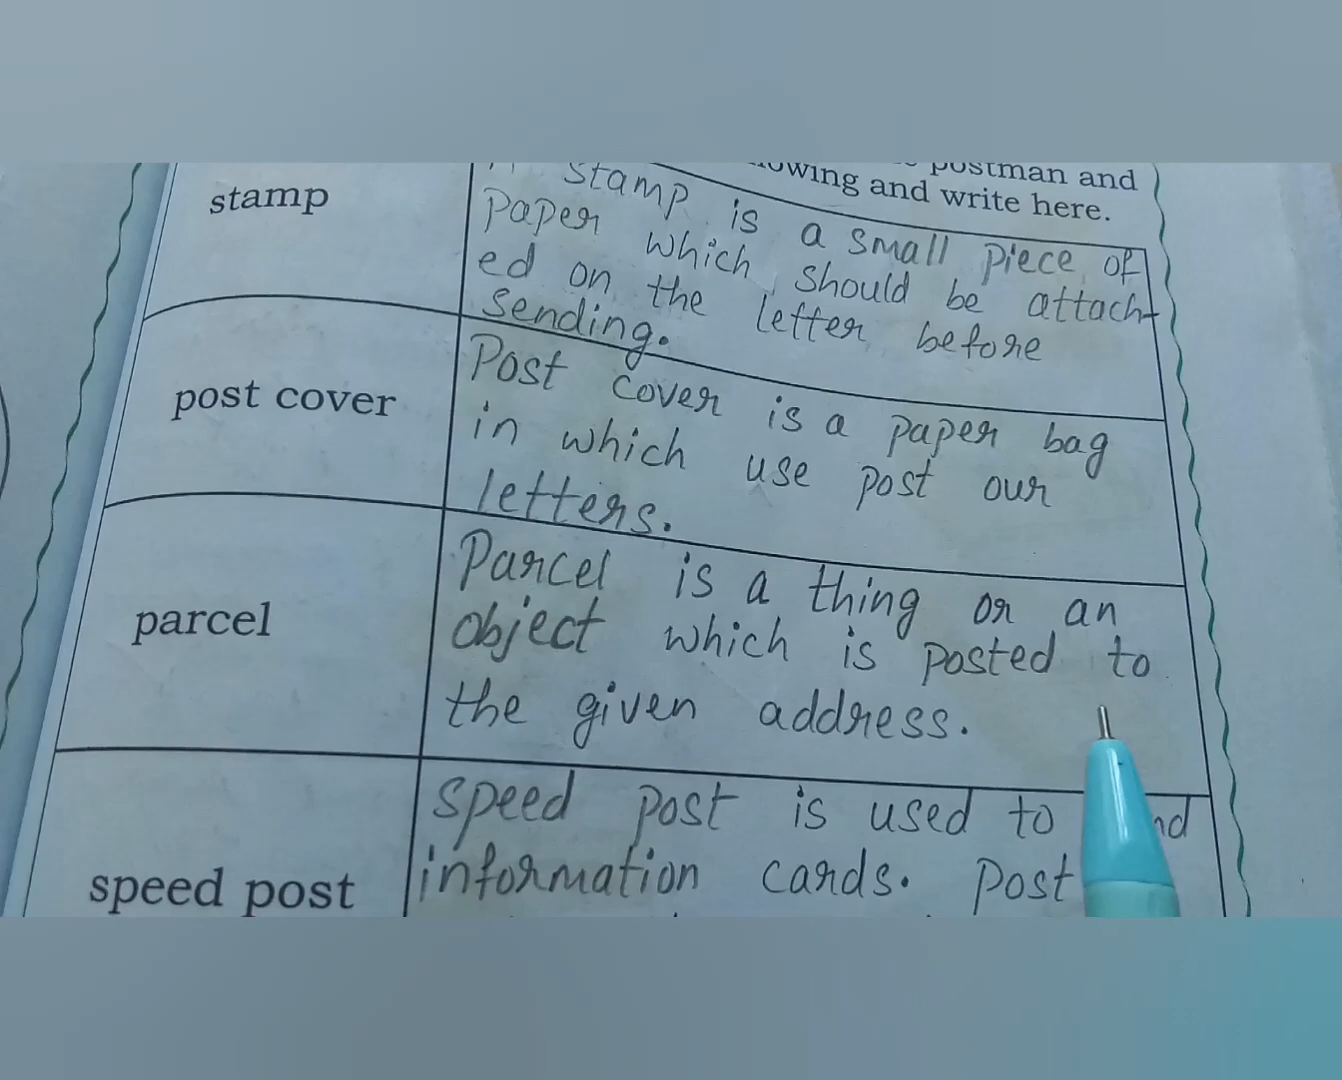 postman and
owing and write here.
stamp
stamp is a small piece of
paper which should be attach-
ed on the letter before
sending.
post cover
Post cover is a paper bag
in which use post our
letters.
parcel
Parcel is a thing or an
object which is posted to
the given address.
speed post
speed post is used to
information cards. Post